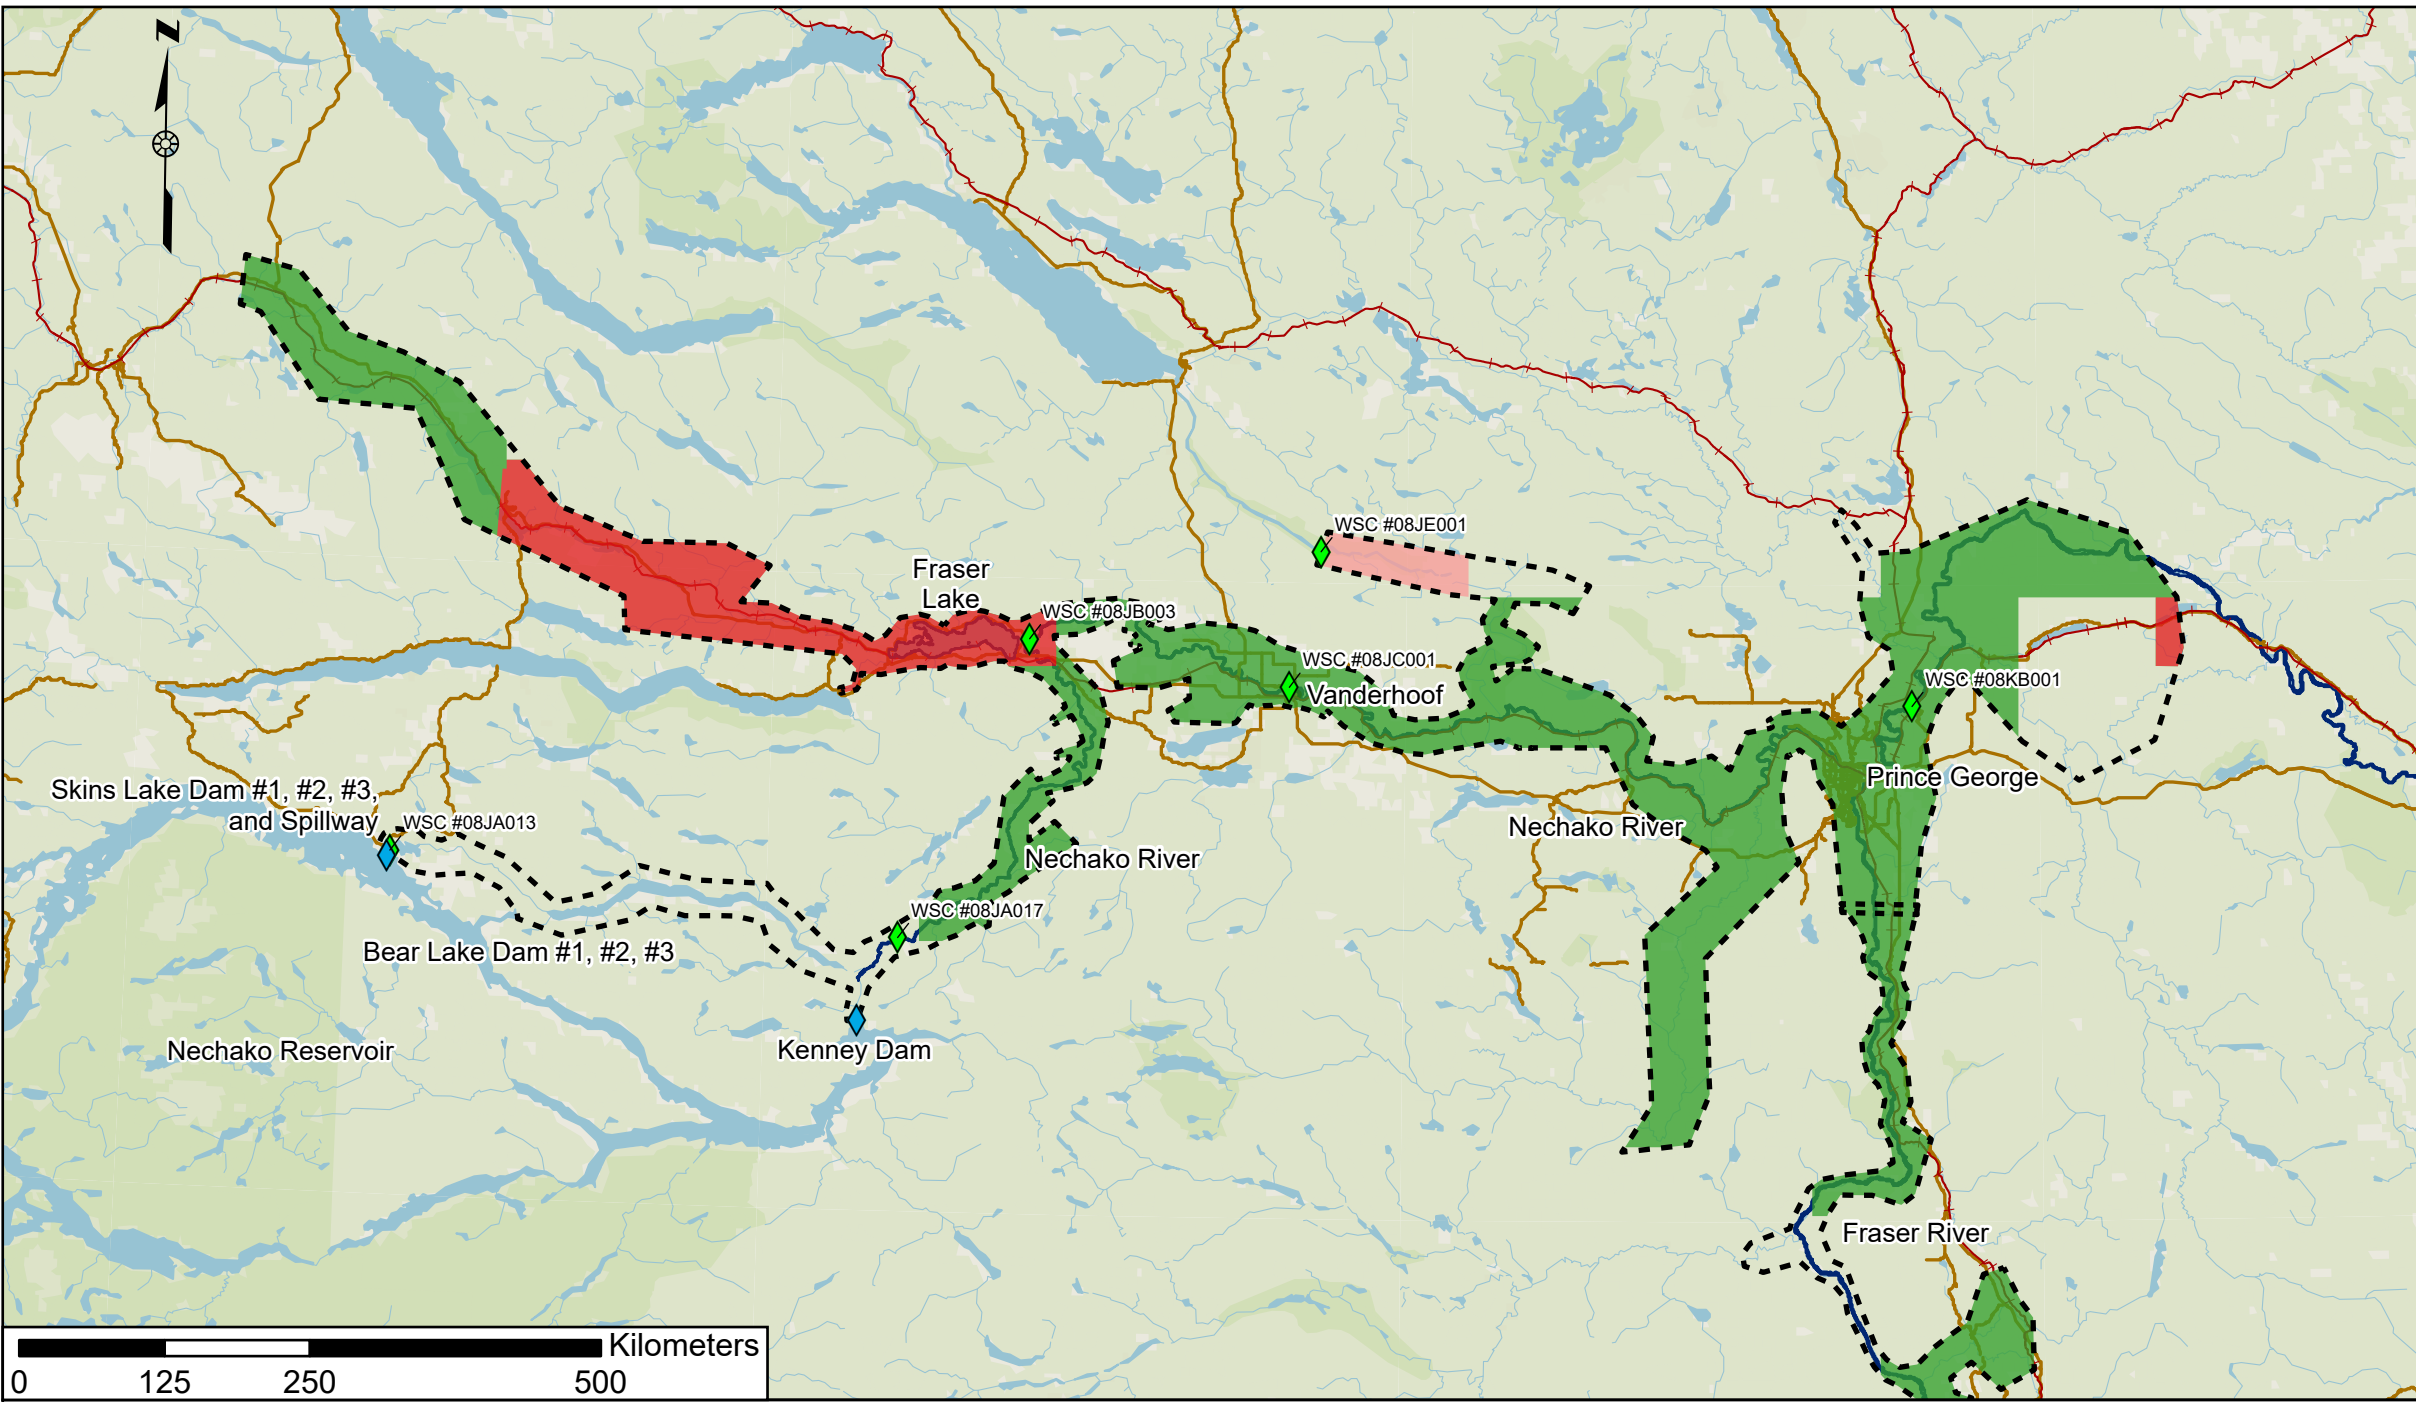 N
WSC #08JE001
Fraser
Lake
WSC #08JB003
WSC #08JC001
Vanderhoof
WSC #08KB001
Prince George
Skins Lake Dam #1, #2, #3,
and Spillway
WSC #08JA013
Nechako River
Nechako River
WSC #08JA017
Bear Lake Dam #1, #2, #3
Nechako Reservoir
Kenney Dam
Fraser River
Kilometers
0 125 250 500